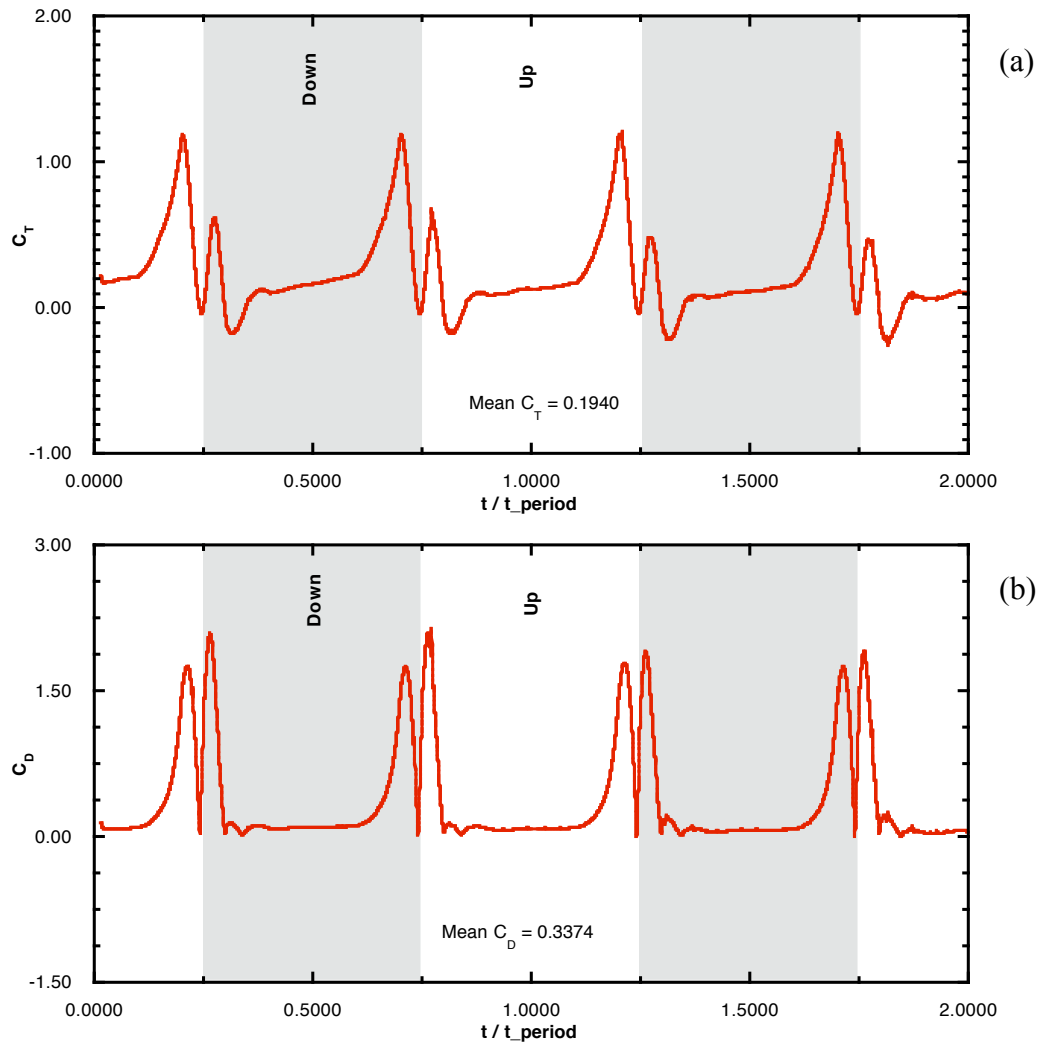 2.00
(a)
Down
Up
1.00
C_T
0.00
Mean C_T = 0.1940
-1.00
0.0000 0.5000 1.0000 1.5000 2.0000
t / t_period
3.00
(b)
Down
Up
1.50
C_D
0.00
Mean C_D = 0.3374
-1.50
0.0000 0.5000 1.0000 1.5000 2.0000
t / t_period